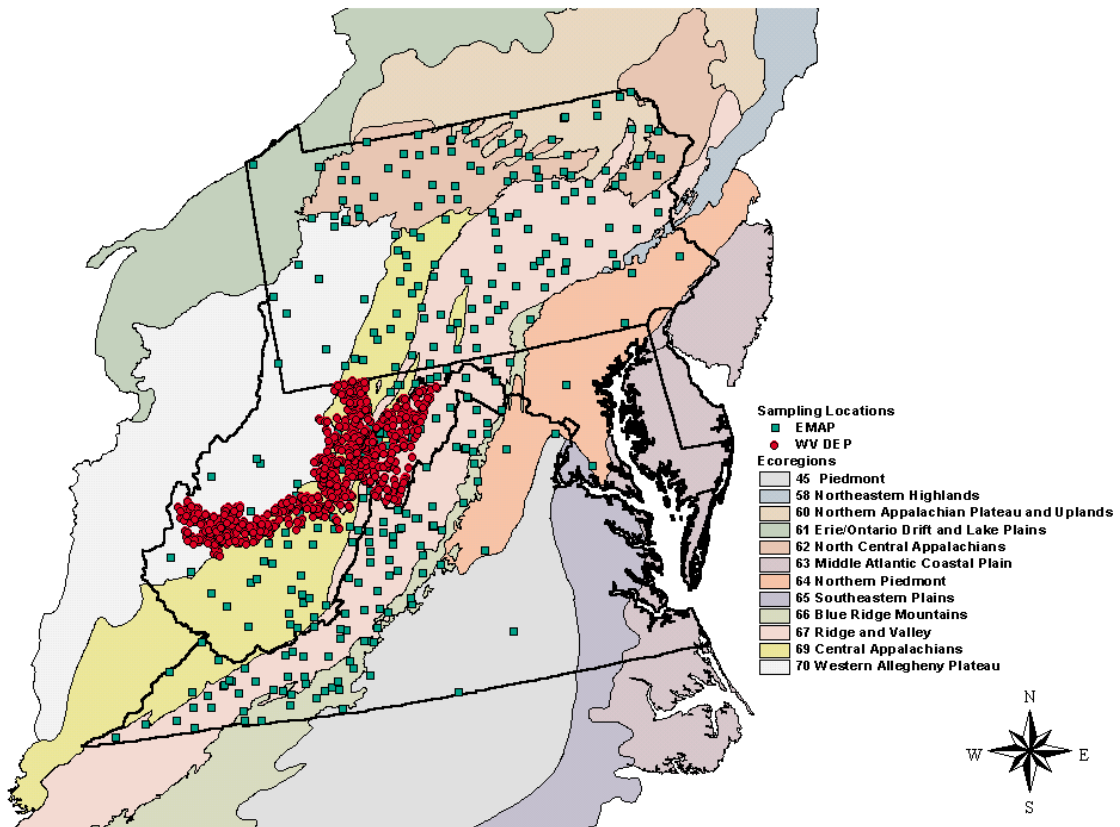 Sampling Locations
EMAP
WV DEP
Ecoregions
45 Piedmont
58 Northeastern Highlands
60 Northern Appalachian Plateau and Uplands
61 Erie/Ontario Drift and Lake Plains
62 North Central Appalachians
63 Middle Atlantic Coastal Plain
64 Northern Piedmont
65 Southeastern Plains
66 Blue Ridge Mountains
67 Ridge and Valley
69 Central Appalachians
70 Western Allegheny Plateau
N
W E
S